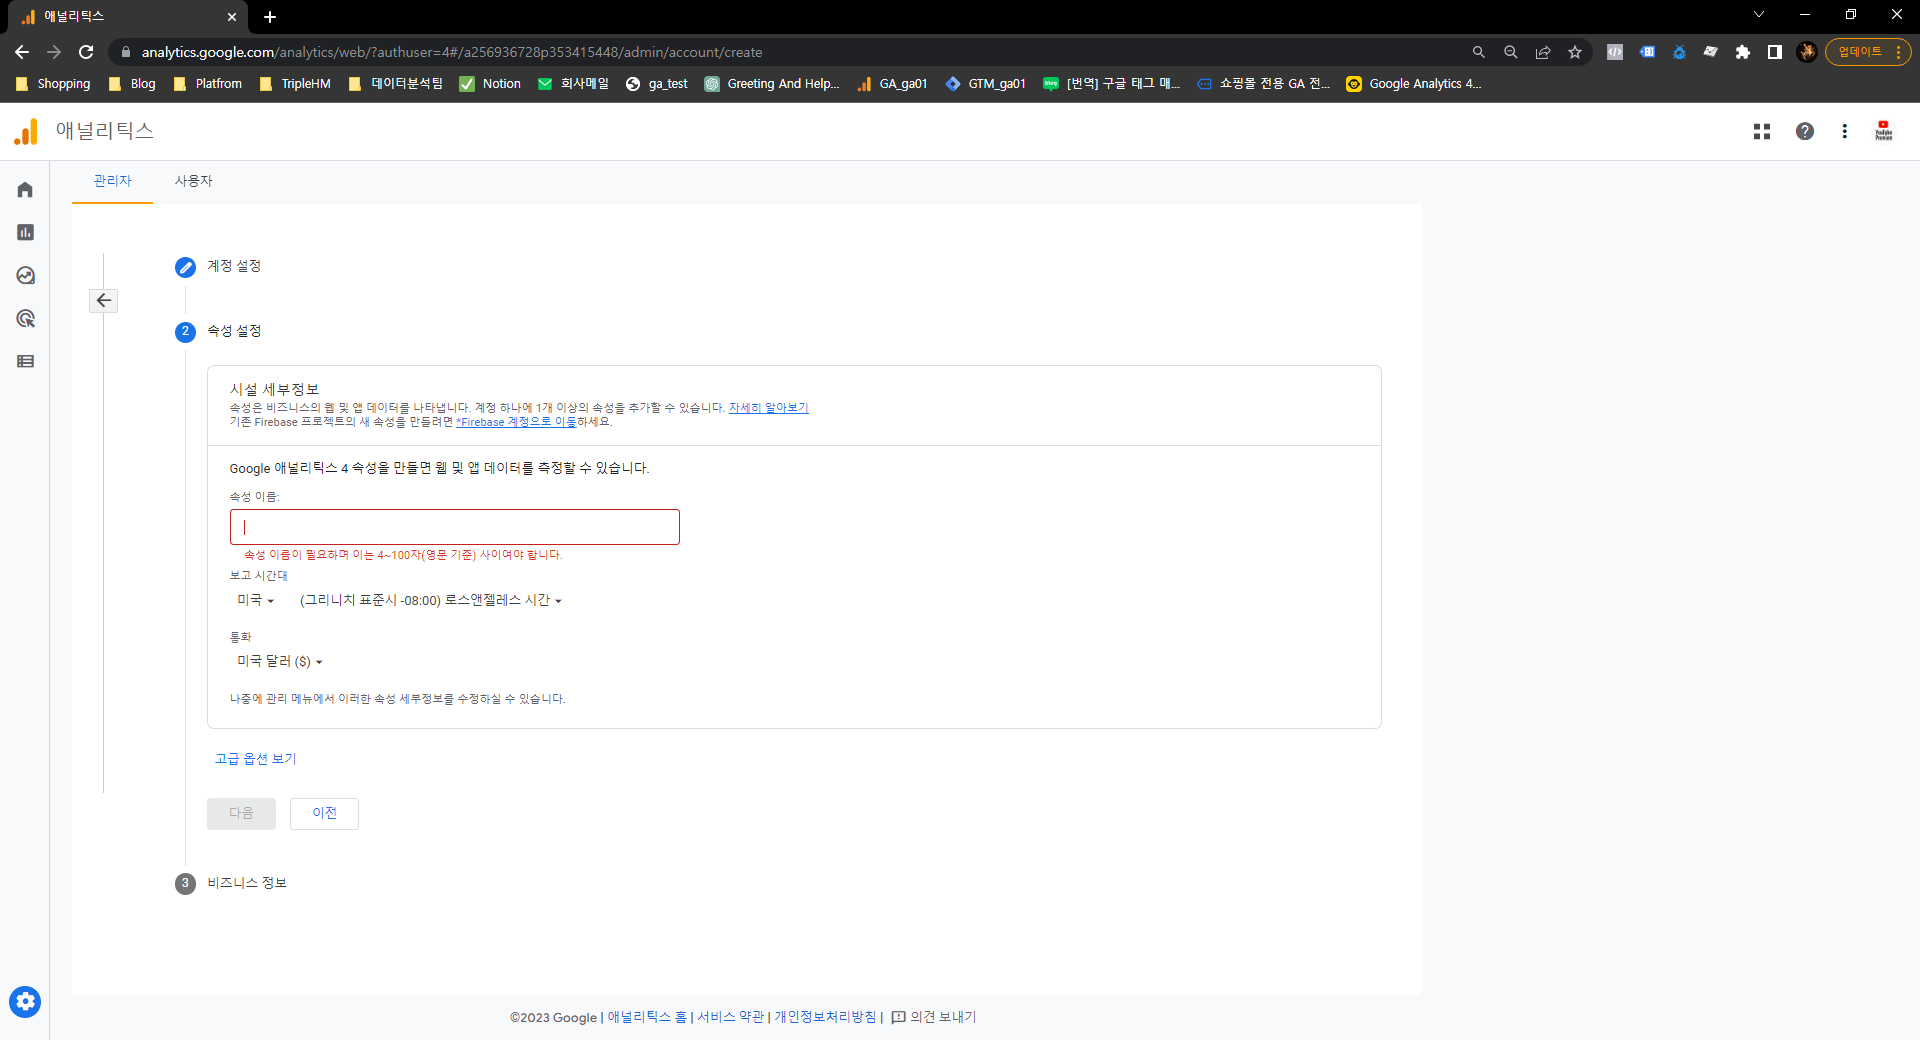 애널리틱스
analytics.google.com/analytics/web/?authuser=4#/a256936728p353415448/admin/account/create
업데이트
Shopping Blog Platfrom TripleHM 데이터분석팀 Notion 회사메일 ga_test Greeting And Help... GA_ga01 GTM_ga01 [번역] 구글 태그 매... 쇼핑몰 전용 GA 전... Google Analytics 4...
애널리틱스
관리자 사용자
계정 설정
2 속성 설정
시설 세부정보
속성은 비즈니스의 웹 및 앱 데이터를 나타냅니다. 계정 하나에 1개 이상의 속성을 추가할 수 있습니다. 자세히 알아보기
기존 Firebase 프로젝트의 새 속성을 만들려면 *Firebase 계정으로 이동하세요.
Google 애널리틱스 4 속성을 만들면 웹 및 앱 데이터를 측정할 수 있습니다.
속성 이름:
속성 이름이 필요하며 이는 4~100자(영문 기준) 사이여야 합니다.
보고 시간대
미국 (그리니치 표준시 -08:00) 로스앤젤레스 시간
통화
미국 달러 ($)
나중에 관리 메뉴에서 이러한 속성 세부정보를 수정하실 수 있습니다.
고급 옵션 보기
다음 이전
3 비즈니스 정보
©2023 Google | 애널리틱스 홈 | 서비스 약관 | 개인정보처리방침 | 의견 보내기